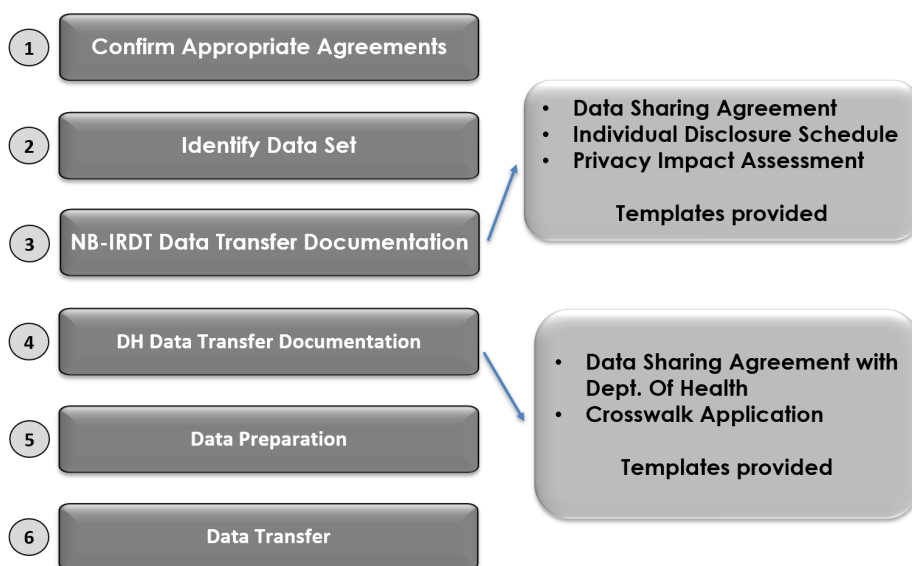 1
Confirm Appropriate Agreements
2
Identify Data Set
3
NB-IRDT Data Transfer Documentation
• Data Sharing Agreement
• Individual Disclosure Schedule
• Privacy Impact Assessment
Templates provided
4
DH Data Transfer Documentation
• Data Sharing Agreement with
Dept. Of Health
• Crosswalk Application
Templates provided
5
Data Preparation
6
Data Transfer